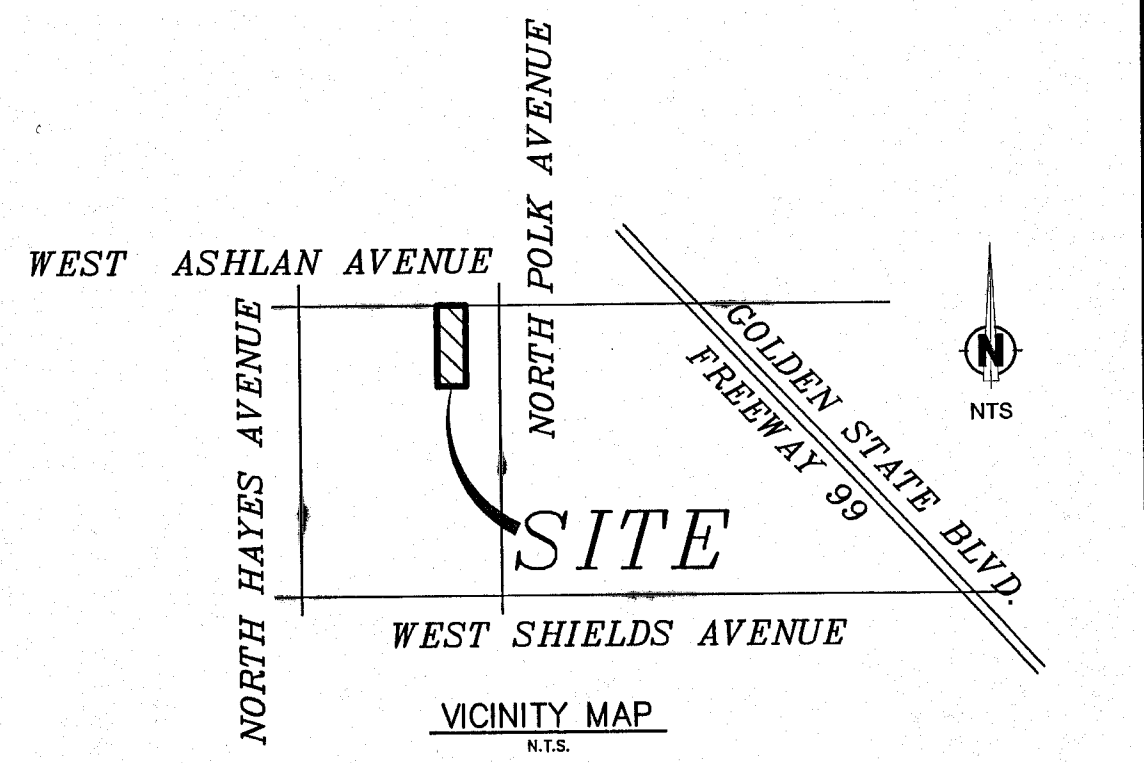 NORTH POLK AVENUE
WEST ASHLAN AVENUE
NORTH HAYES AVENUE
GOLDEN STATE BLVD.
FREEWAY 99
N
NTS
SITE
WEST SHIELDS AVENUE
VICINITY MAP
N.T.S.